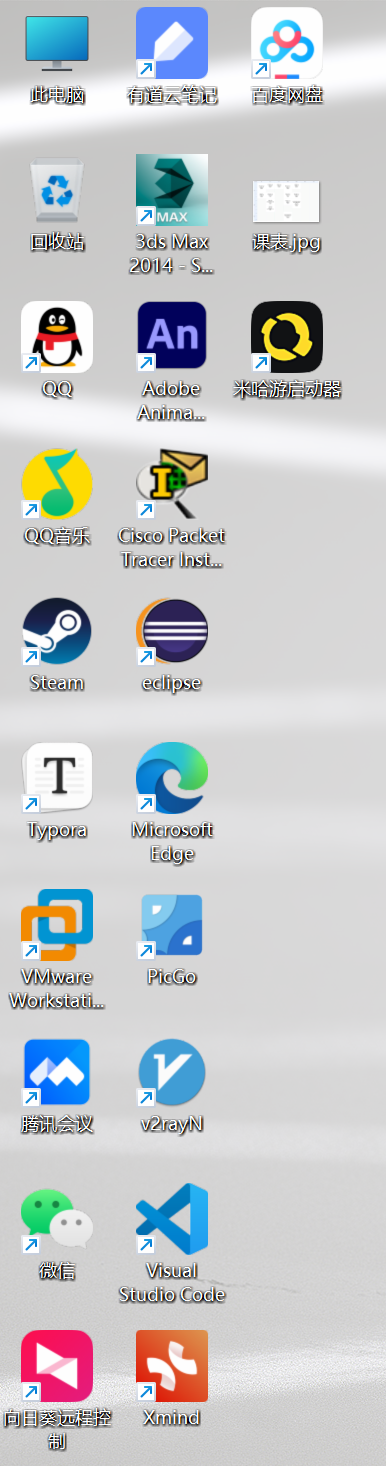 此电脑
有道云笔记
百度网盘
回收站
MAX
3ds Max
2014 - S...
课表.jpg
QQ
An
Adobe
Anima...
米哈游启动器
QQ音乐
Cisco Packet
Tracer Inst...
Steam
eclipse
T
Typora
Microsoft
Edge
VMware
Workstati...
PicGo
腾讯会议
V
v2rayN
微信
Visual
Studio Code
向日葵远程控
制
Xmind